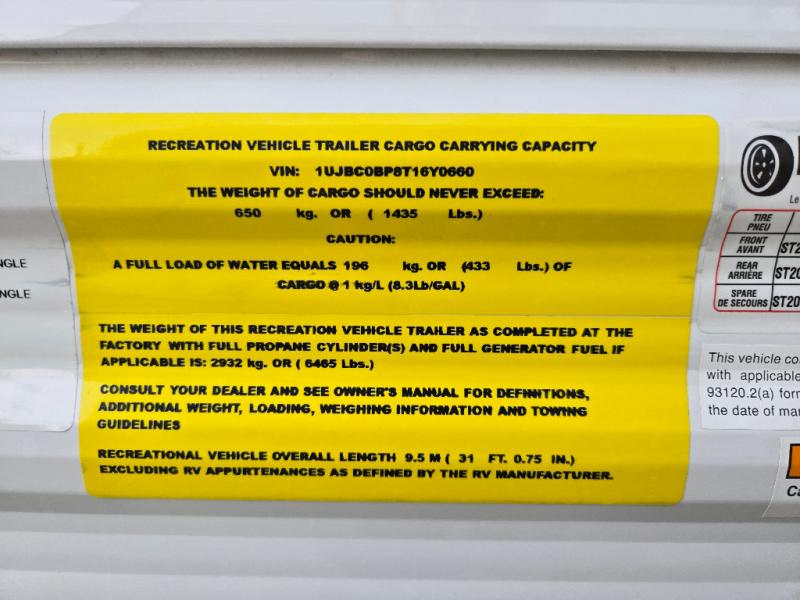 RECREATION VEHICLE TRAILER CARGO CARRYING CAPACITY
VIN: 1UJBC0BP8T16Y0660
THE WEIGHT OF CARGO SHOULD NEVER EXCEED:
650 kg. OR ( 1435 Lbs.)
CAUTION:
A FULL LOAD OF WATER EQUALS 196 kg. OR (433 Lbs.) OF
CARGO @ 1 kg/L (8.3Lb/GAL)
THE WEIGHT OF THIS RECREATION VEHICLE TRAILER AS COMPLETED AT THE
FACTORY WITH FULL PROPANE CYLINDER(S) AND FULL GENERATOR FUEL IF
APPLICABLE IS: 2932 kg. OR ( 6465 Lbs.)
CONSULT YOUR DEALER AND SEE OWNER'S MANUAL FOR DEFINITIONS,
ADDITIONAL WEIGHT, LOADING, WEIGHING INFORMATION AND TOWING
GUIDELINES
RECREATIONAL VEHICLE OVERALL LENGTH 9.5 M ( 31 FT. 0.75 IN.)
EXCLUDING RV APPURTENANCES AS DEFINED BY THE RV MANUFACTURER.
NGLE
NGLE
Le
TIRE
PNEU
FRONT
AVANT ST2
REAR
ARRIÈRE ST20
SPARE
DE SECOURS ST20
This vehicle co
with applicable
93120.2(a) for
the date of ma
Ca